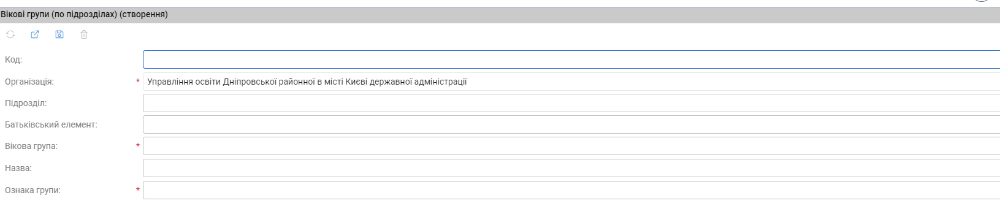 Вікові групи (по підрозділах) (створення)
Код:
Організація: * Управління освіти Дніпровської районної в місті Києві державної адміністрації
Підрозділ:
Батьківський елемент:
Вікова група: *
Назва:
Ознака групи: *